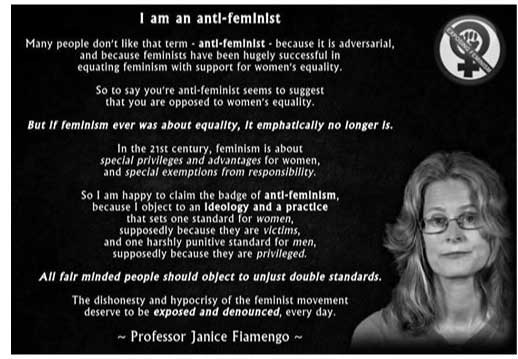 I am an anti-feminist
Many people don't like that term - anti-feminist - because it is adversarial,
and because feminists have been hugely successful in
equating feminism with support for women's equality.
So to say you're anti-feminist seems to suggest
that you are opposed to women's equality.
But if feminism ever was about equality, it emphatically no longer is.
In the 21st century, feminism is about
special privileges and advantages for women,
and special exemptions from responsibility.
So I am happy to claim the badge of anti-feminism,
because I object to an ideology and a practice
that sets one standard for women,
supposedly because they are victims,
and one harshly punitive standard for men,
supposedly because they are privileged.
All fair minded people should object to unjust double standards.
The dishonesty and hypocrisy of the feminist movement
deserve to be exposed and denounced, every day.
~ Professor Janice Fiamengo ~